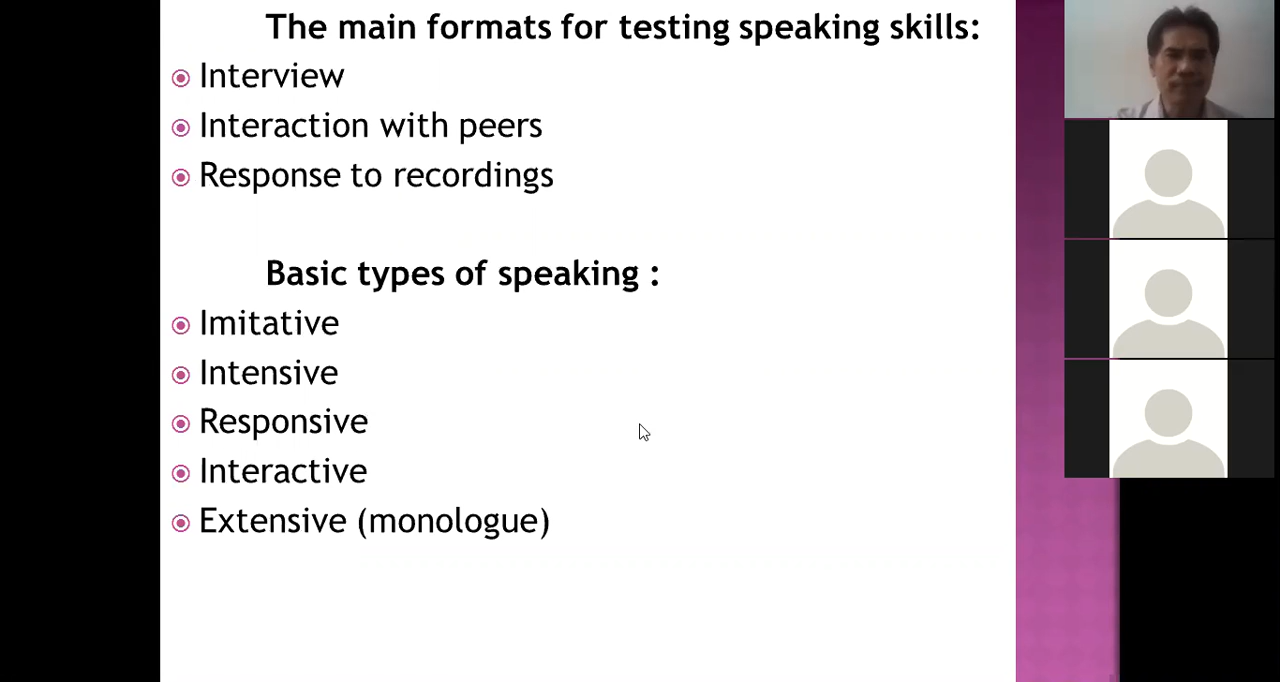 The main formats for testing speaking skills:
Interview
Interaction with peers
Response to recordings
Basic types of speaking :
Imitative
Intensive
Responsive
Interactive
Extensive (monologue)